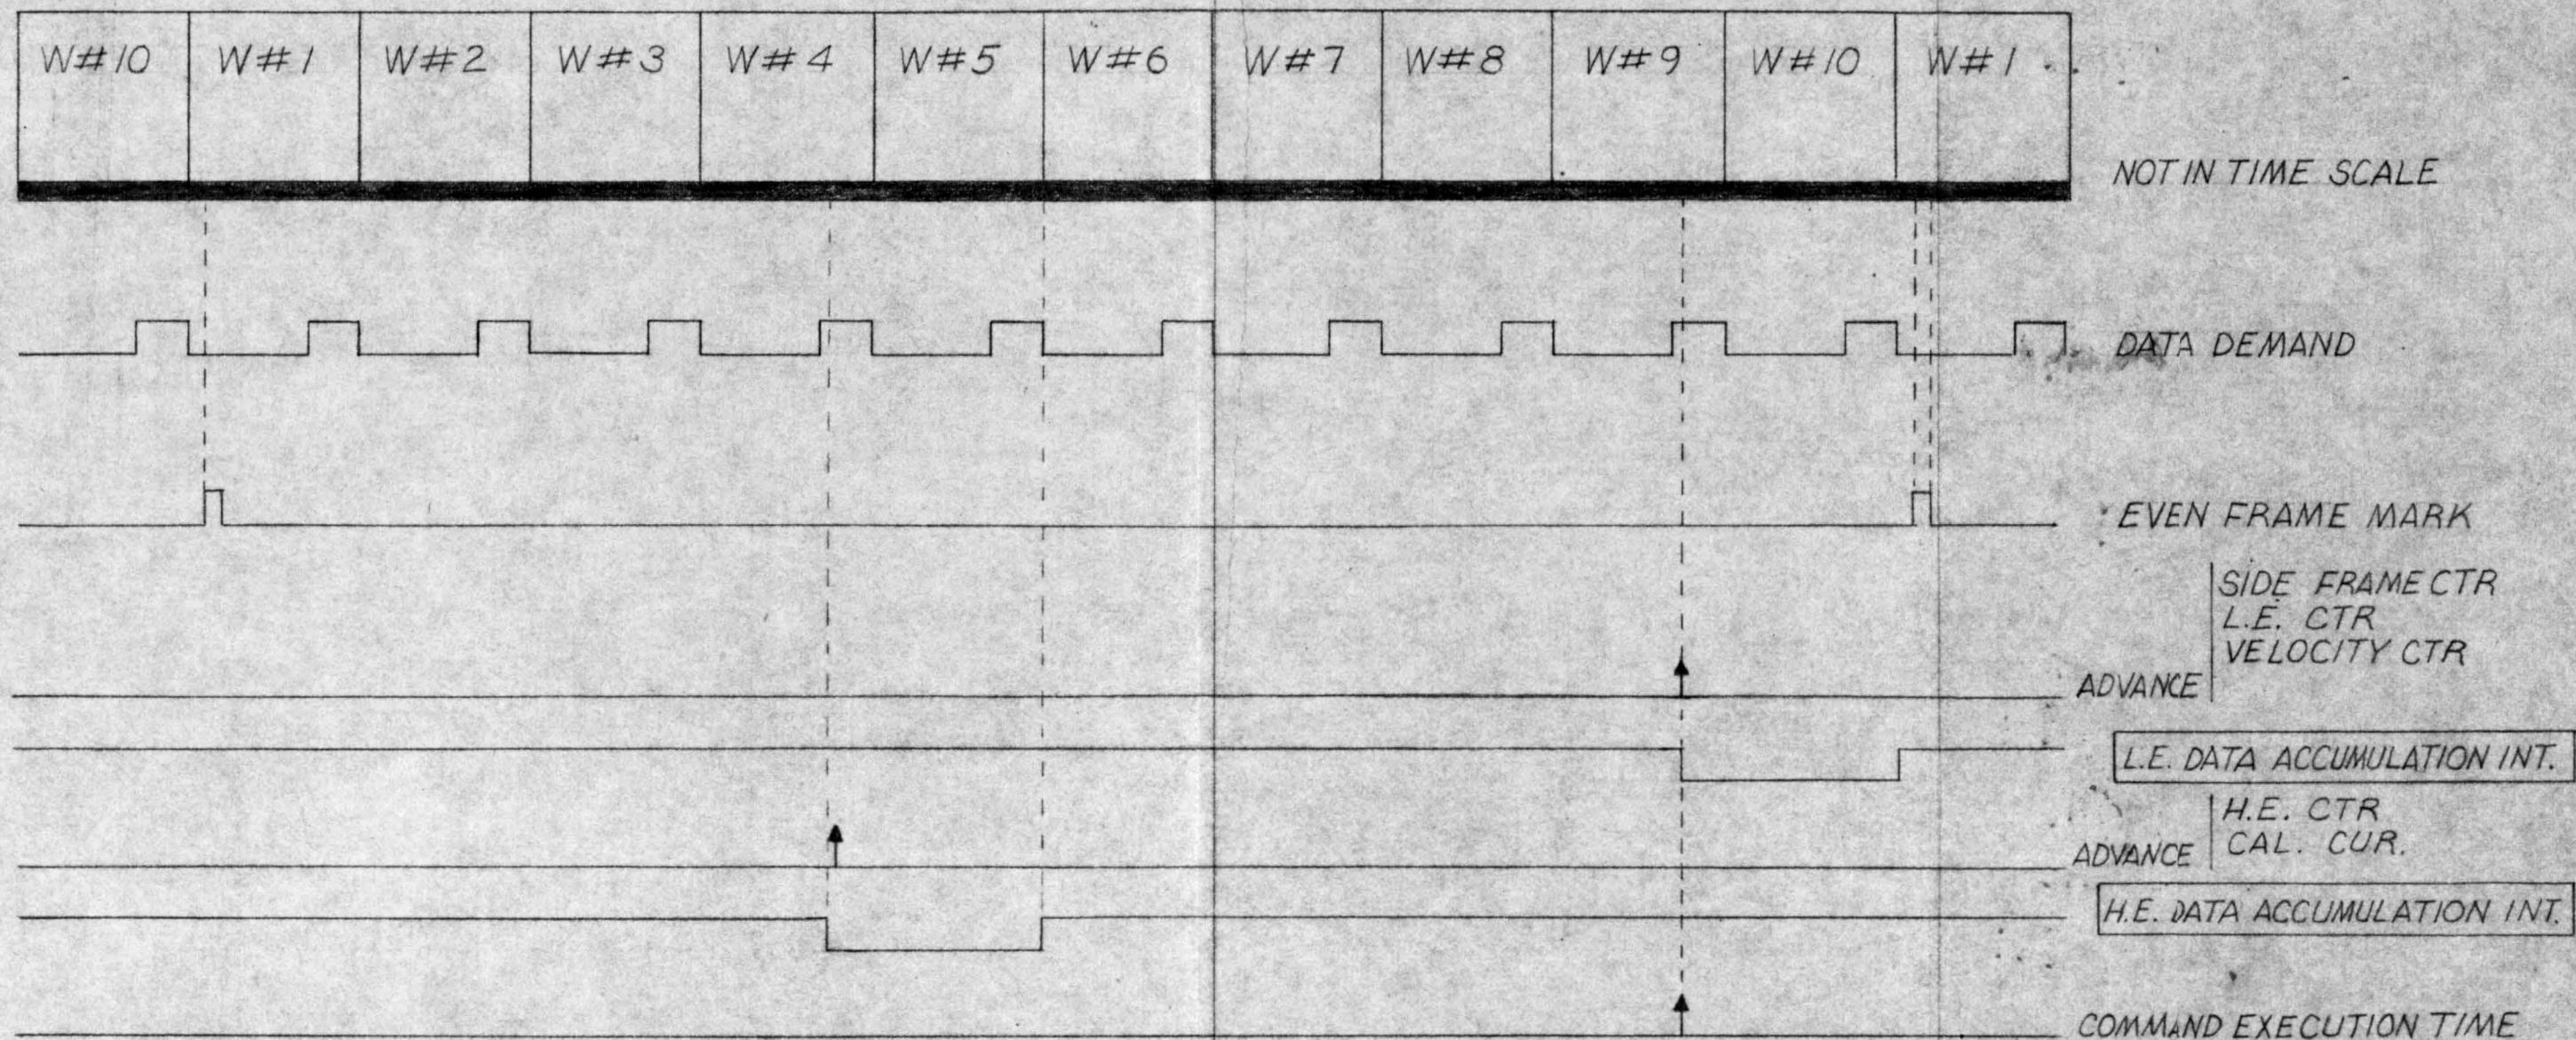 W#10 W#1 W#2 W#3 W#4 W#5 W#6 W#7 W#8 W#9 W#10 W#1
NOT IN TIME SCALE
DATA DEMAND
EVEN FRAME MARK
SIDE FRAME CTR
L.E. CTR
VELOCITY CTR
ADVANCE
L.E. DATA ACCUMULATION INT.
H.E. CTR
ADVANCE CAL. CUR.
H.E. DATA ACCUMULATION INT.
COMMAND EXECUTION TIME